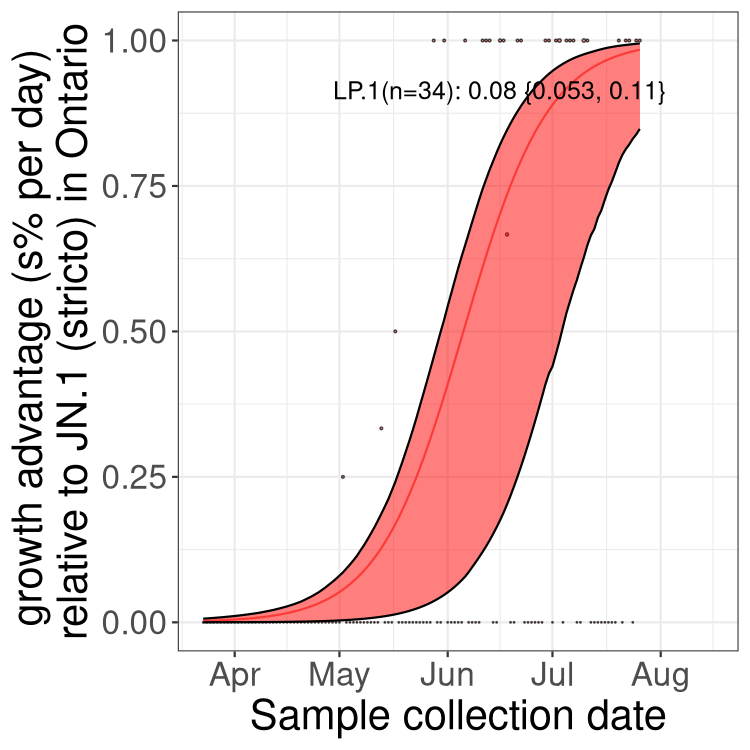 growth advantage (s% per day)
relative to JN.1 (stricto) in Ontario
1.00
0.75
0.50
0.25
0.00
LP.1(n=34): 0.08 {0.053, 0.11}
Apr May Jun Jul Aug
Sample collection date